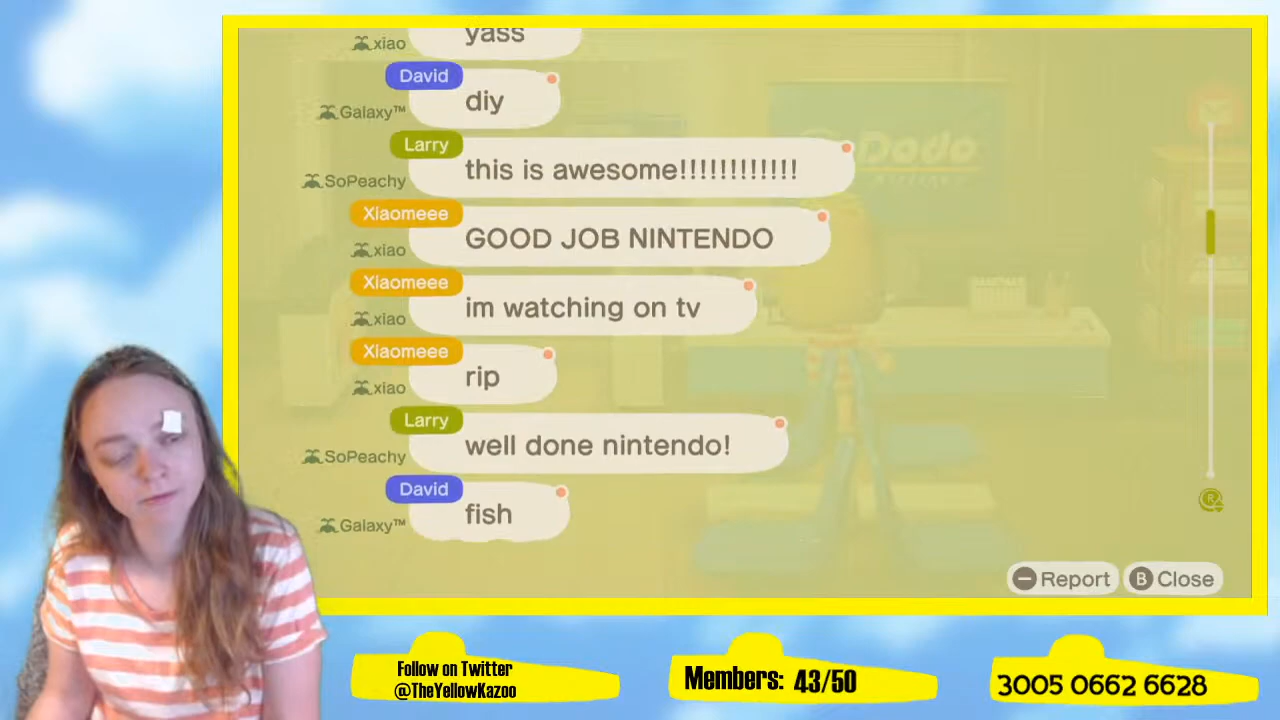 xiao
yass
David
Galaxy™
diy
Larry
SoPeachy
this is awesome!!!!!!!!!!!!
Xiaomeee
xiao
GOOD JOB NINTENDO
Xiaomeee
xiao
im watching on tv
Xiaomeee
xiao
rip
Larry
SoPeachy
well done nintendo!
David
Galaxy™
fish
Dodo
R
Report
B Close
Follow on Twitter
@TheYellowKazoo
Members: 43/50
3005 0662 6628